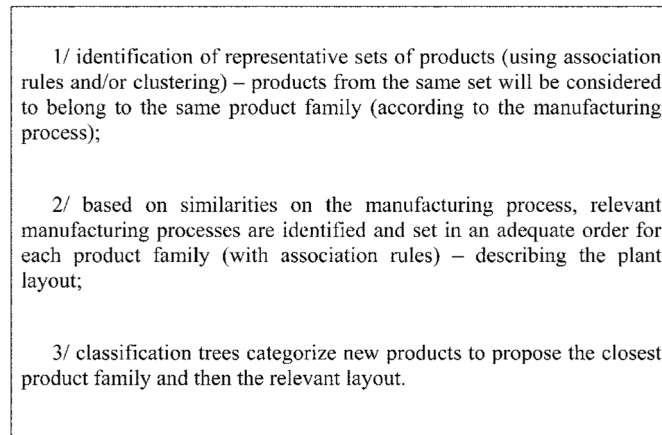 1/ identification of representative sets of products (using association
rules and/or clustering) – products from the same set will be considered
to belong to the same product family (according to the manufacturing
process);
2/ based on similarities on the manufacturing process, relevant
manufacturing processes are identified and set in an adequate order for
each product family (with association rules) – describing the plant
layout;
3/ classification trees categorize new products to propose the closest
product family and then the relevant layout.